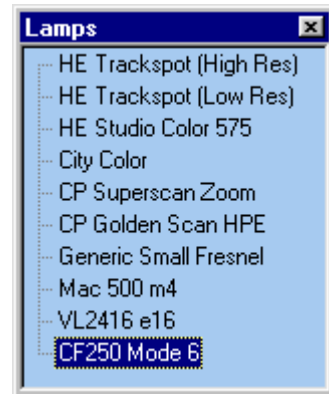 Lamps
HE Trackspot (High Res)
HE Trackspot (Low Res)
HE Studio Color 575
City Color
CP Superscan Zoom
CP Golden Scan HPE
Generic Small Fresnel
Mac 500 m4
VL2416 e16
CF250 Mode 6